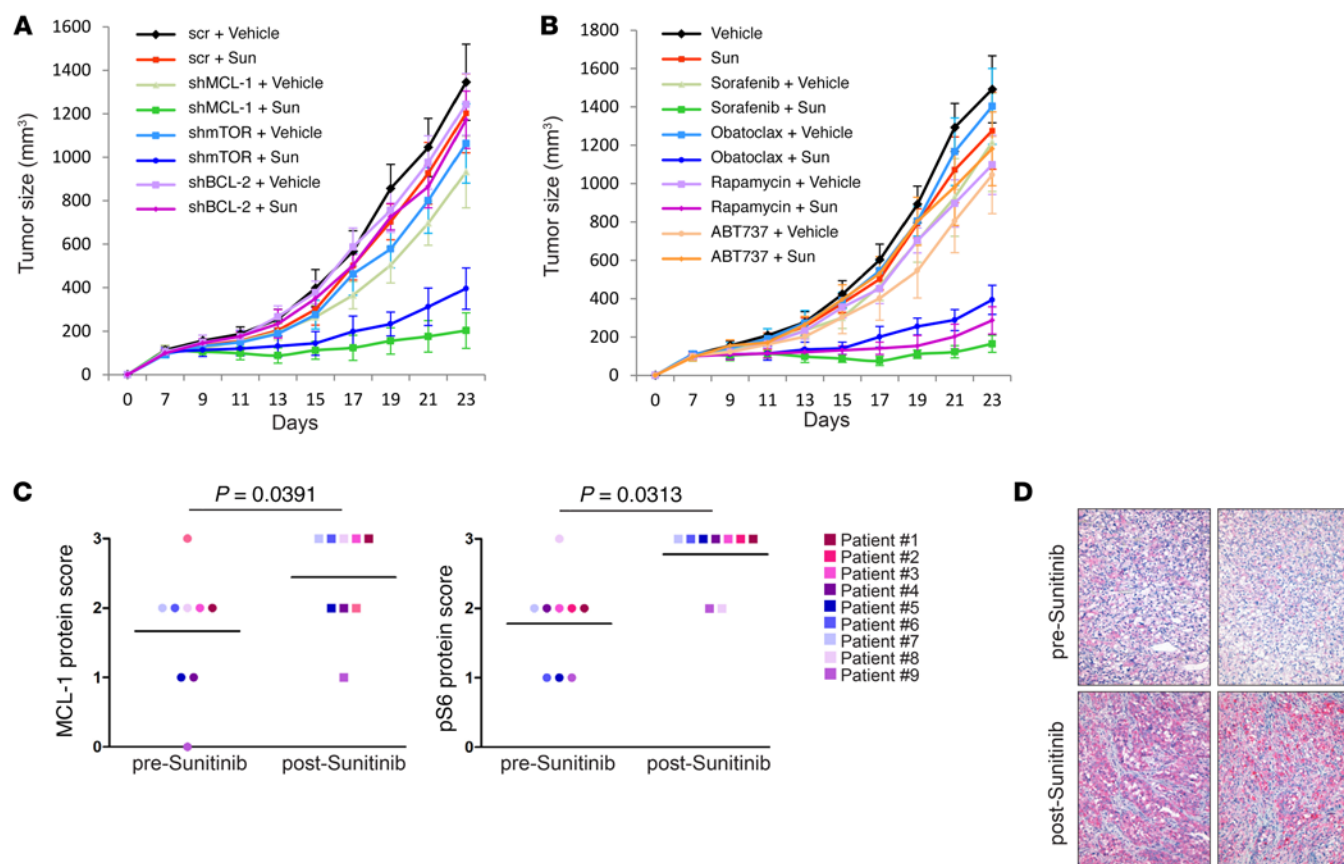 A
Tumor size (mm³)
1600
1400
1200
1000
800
600
400
200
0
scr + Vehicle
scr + Sun
shMCL-1 + Vehicle
shMCL-1 + Sun
shmTOR + Vehicle
shmTOR + Sun
shBCL-2 + Vehicle
shBCL-2 + Sun
0 7 9 11 13 15 17 19 21 23
Days
B
Tumor size (mm³)
1800
1600
1400
1200
1000
800
600
400
200
0
Vehicle
Sun
Sorafenib + Vehicle
Sorafenib + Sun
Obatoclax + Vehicle
Obatoclax + Sun
Rapamycin + Vehicle
Rapamycin + Sun
ABT737 + Vehicle
ABT737 + Sun
0 7 9 11 13 15 17 19 21 23
Days
C
P = 0.0391
MCL-1 protein score
3
2
1
0
pre-Sunitinib post-Sunitinib
P = 0.0313
pS6 protein score
3
2
1
0
pre-Sunitinib post-Sunitinib
Patient #1
Patient #2
Patient #3
Patient #4
Patient #5
Patient #6
Patient #7
Patient #8
Patient #9
D
pre-Sunitinib
post-Sunitinib